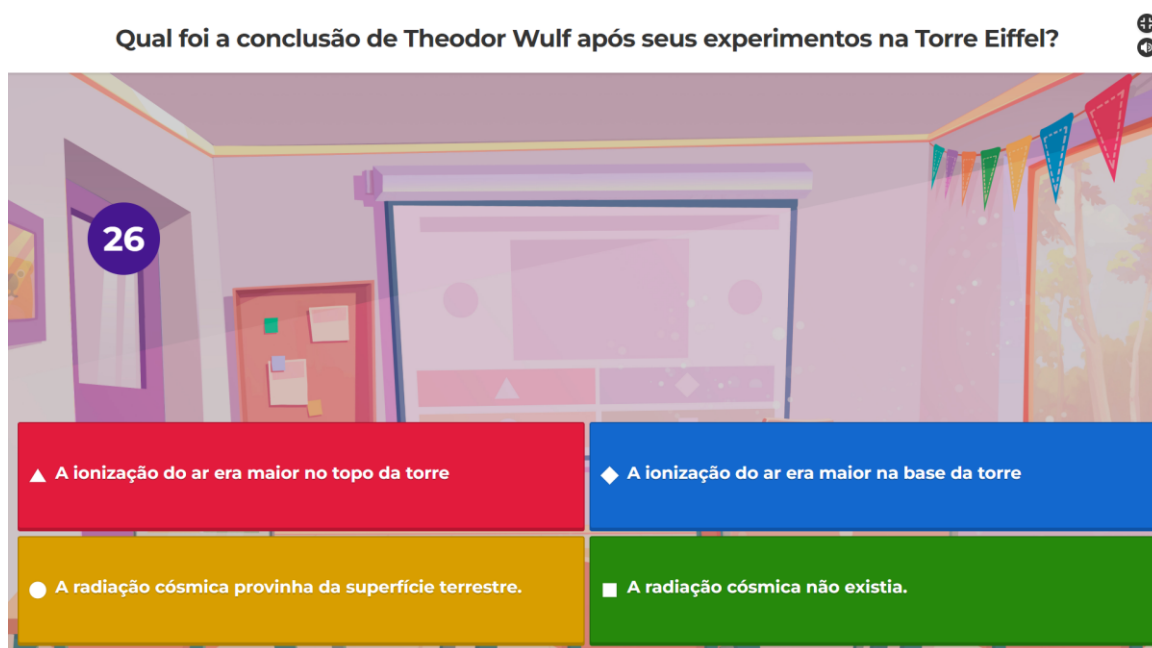 Qual foi a conclusão de Theodor Wulf após seus experimentos na Torre Eiffel?
26
A ionização do ar era maior no topo da torre
A ionização do ar era maior na base da torre
A radiação cósmica provinha da superfície terrestre.
A radiação cósmica não existia.